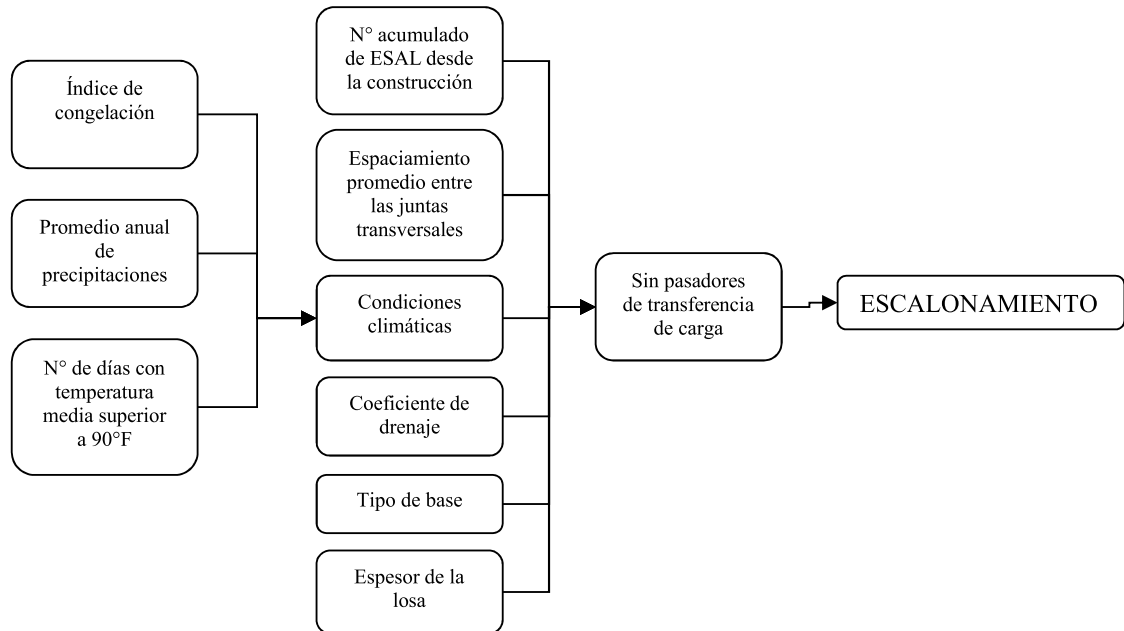 Índice de
congelación
Promedio anual
de
precipitaciones
N° de días con
temperatura
media superior
a 90°F
N° acumulado
de ESAL desde
la construcción
Espaciamiento
promedio entre
las juntas
transversales
Condiciones
climáticas
Coeficiente de
drenaje
Tipo de base
Espesor de la
losa
Sin pasadores
de transferencia
de carga
ESCALONAMIENTO